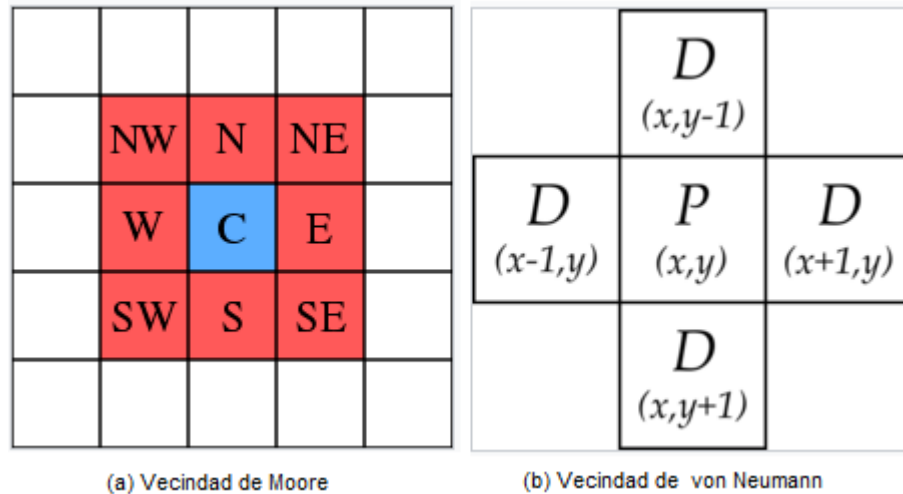 NW N NE
W C E
SW S SE
(a) Vecindad de Moore
D
(x,y-1)
D P D
(x-1,y) (x,y) (x+1,y)
D
(x,y+1)
(b) Vecindad de von Neumann